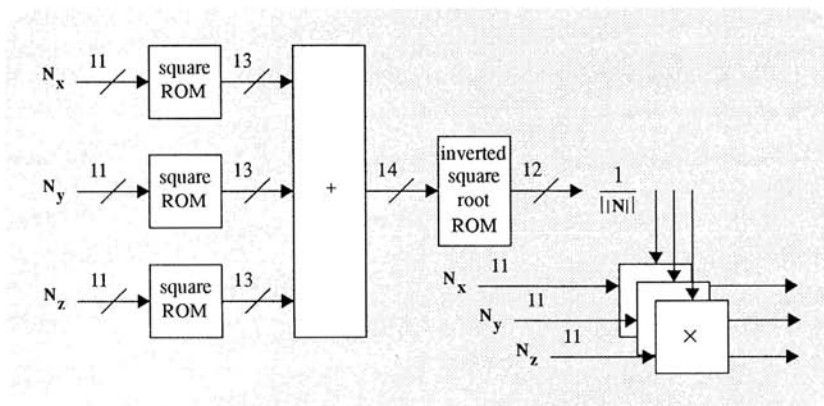 11
13
N_x
square
ROM
11
13
14
12
N_y
square
ROM
+
inverted
square
root
ROM
1
||N||
11
13
N_z
square
ROM
11
N_x
11
N_y
11
N_z
×